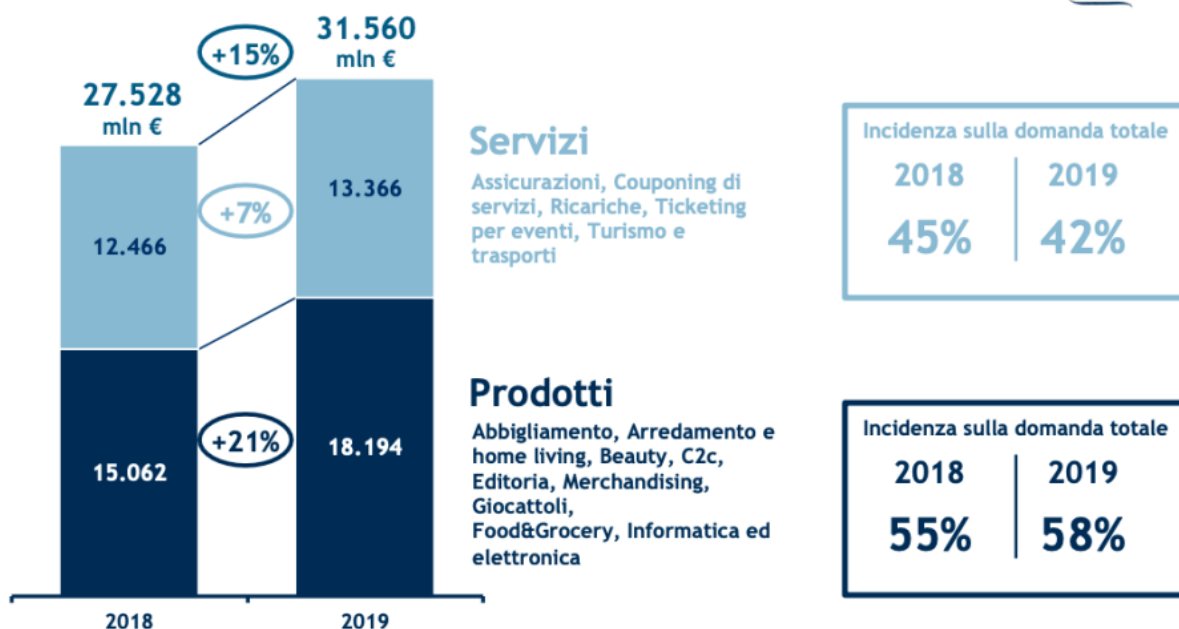 27.528
mln €
+15%
31.560
mln €
12.466
+7%
13.366
15.062
+21%
18.194
2018
2019
Servizi
Assicurazioni, Couponing di
servizi, Ricariche, Ticketing
per eventi, Turismo e
trasporti
Incidenza sulla domanda totale
2018
2019
45%
42%
Prodotti
Abbigliamento, Arredamento e
home living, Beauty, C2c,
Editoria, Merchandising,
Giocattoli,
Food&Grocery, Informatica ed
elettronica
Incidenza sulla domanda totale
2018
2019
55%
58%